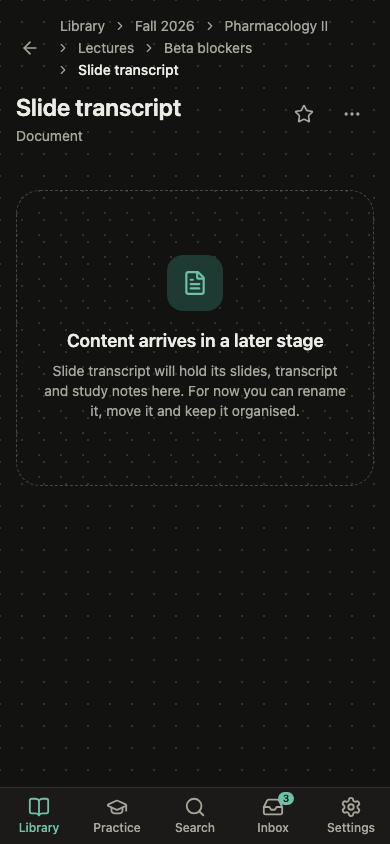 Library > Fall 2026 > Pharmacology II
> Lectures > Beta blockers
> Slide transcript
Slide transcript
Document
Content arrives in a later stage
Slide transcript will hold its slides, transcript
and study notes here. For now you can rename
it, move it and keep it organised.
3
Library Practice Search Inbox Settings